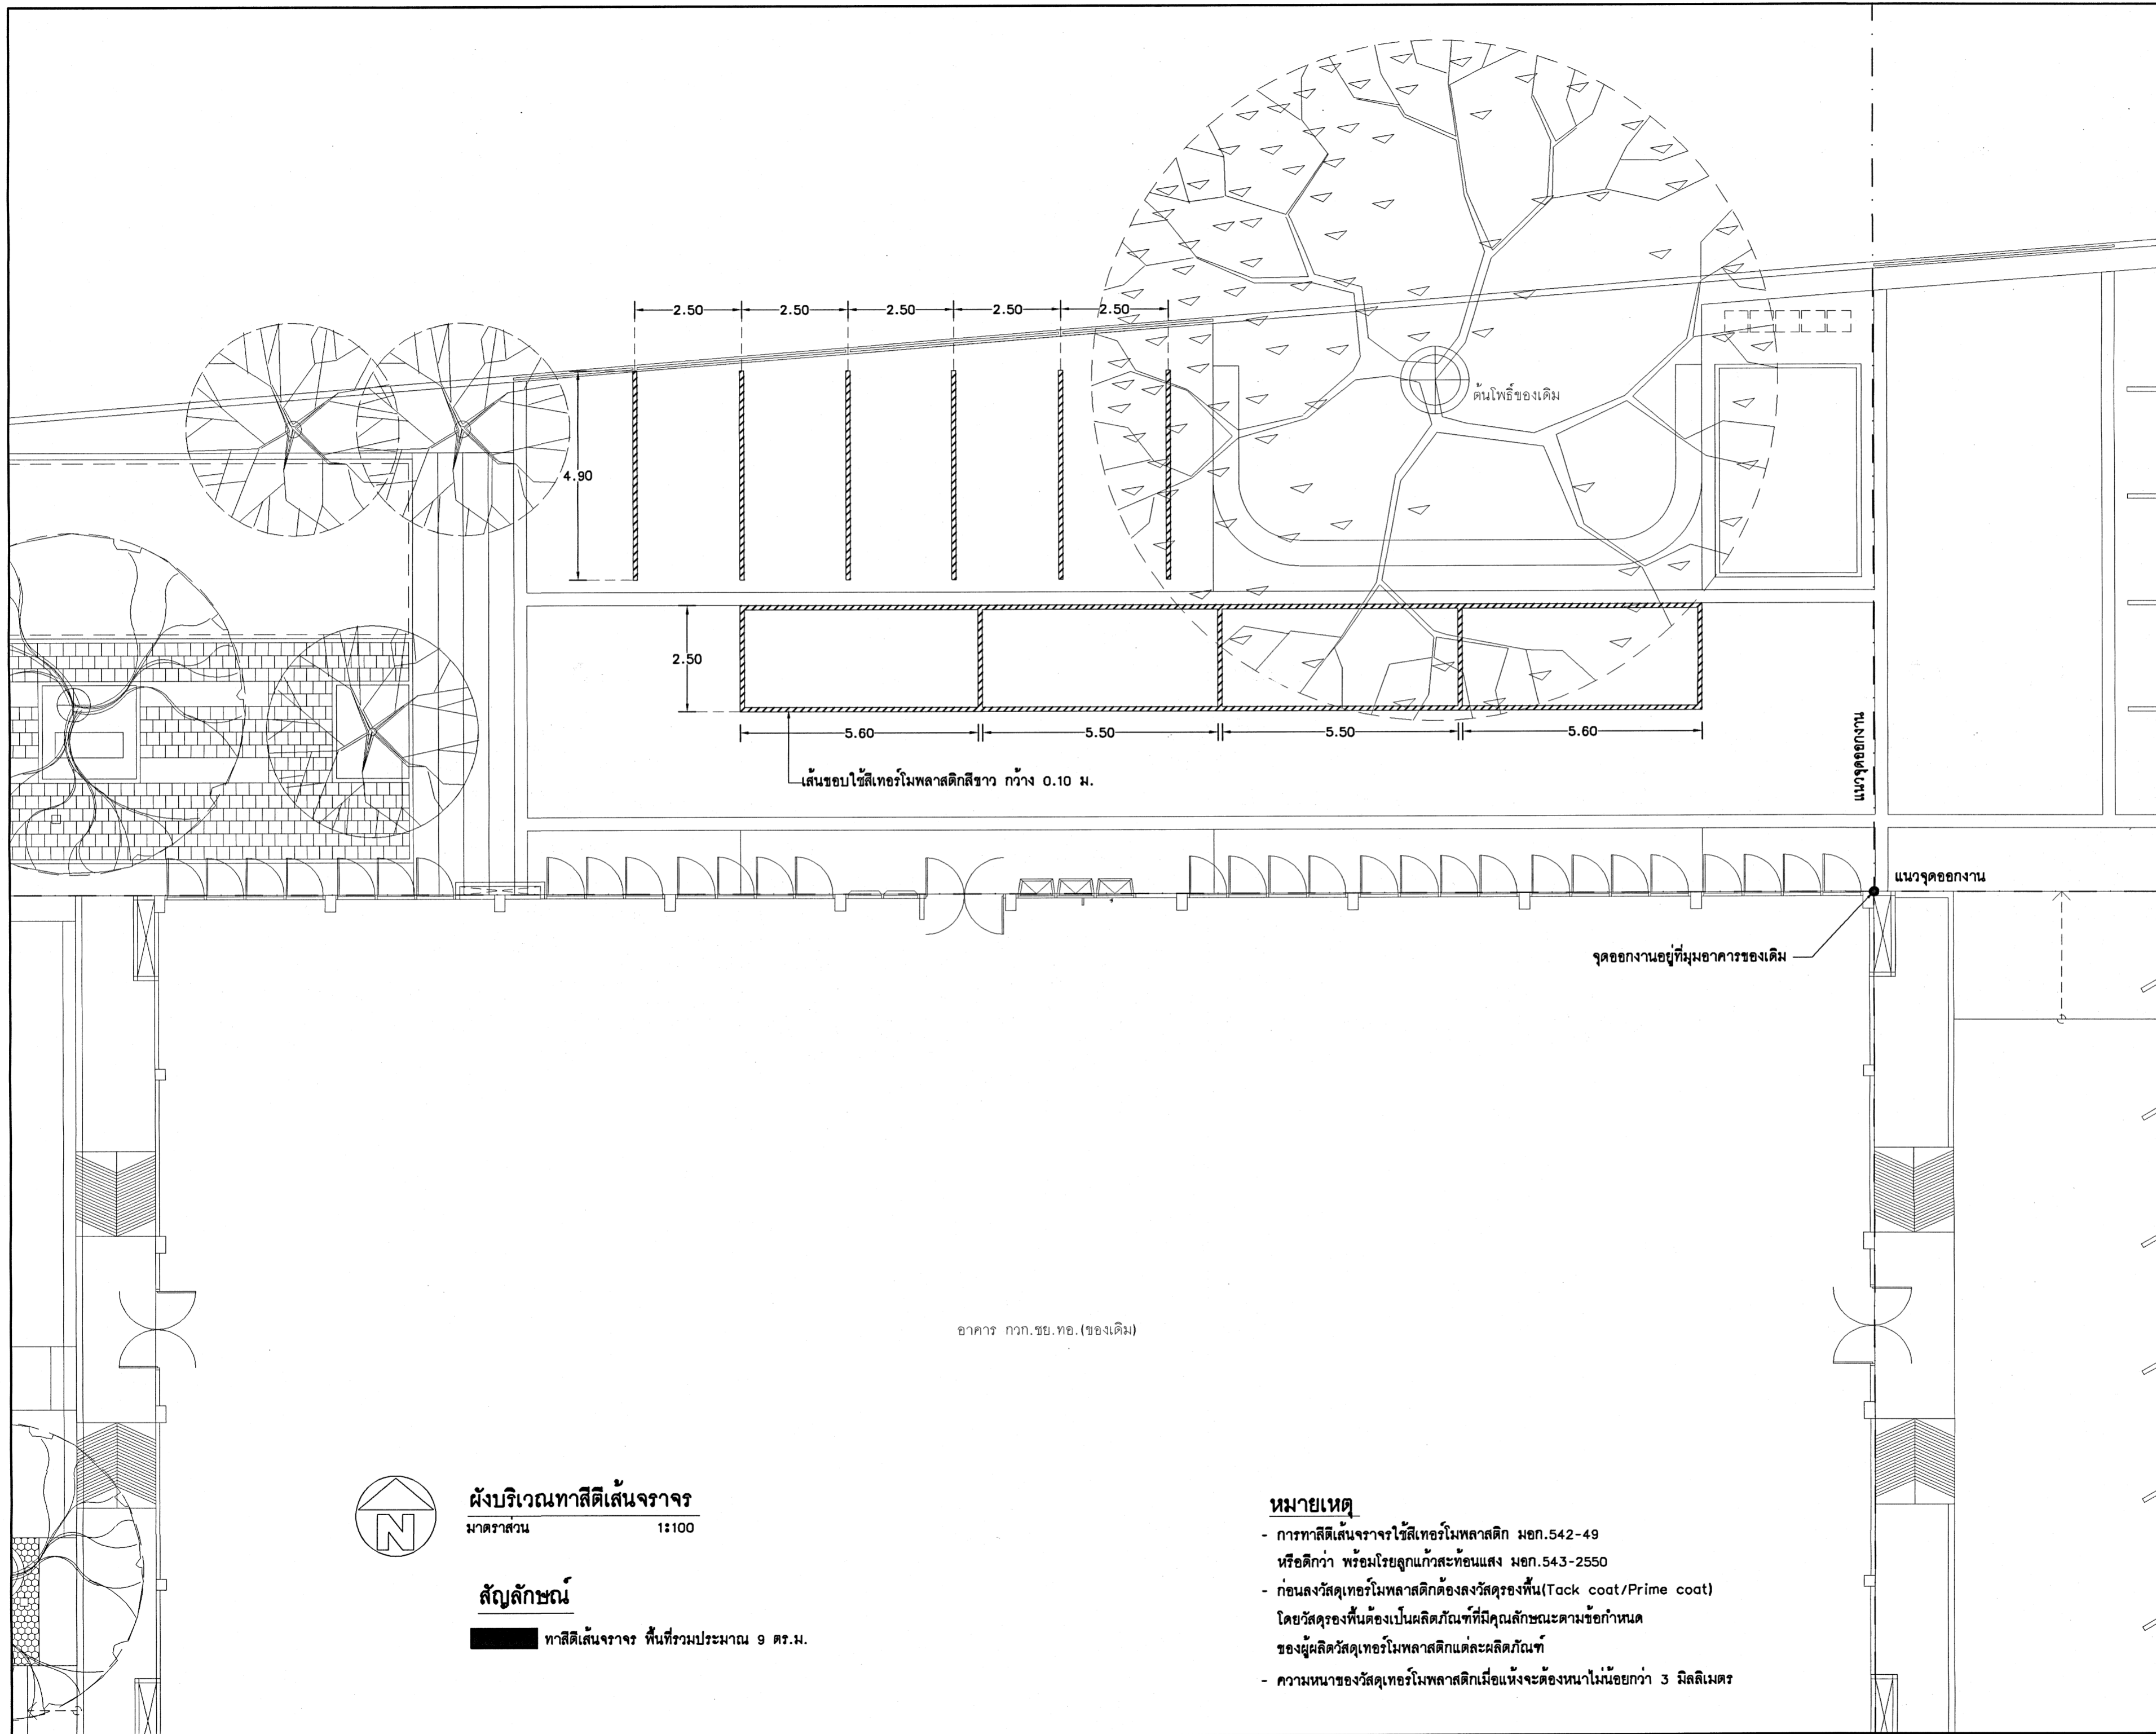 2.50 2.50 2.50 2.50 2.50
ต้นโพธิ์ของเดิม
4.90
2.50
5.60 5.50 5.50 5.60
เส้นขอบใช้สีเทอร์โมพลาสติกสีขาว กว้าง 0.10 ม.
แนวจุดออกงาน
แนวจุดออกงาน
จุดออกงานอยู่ที่มุมอาคารของเดิม
อาคาร กวก.ชย.ทอ.(ของเดิม)
N
ผังบริเวณทาสีตีเส้นจราจร
มาตราส่วน 1:100
สัญลักษณ์
ทาสีตีเส้นจราจร พื้นที่รวมประมาณ 9 ตร.ม.
หมายเหตุ
- การทาสีตีเส้นจราจรใช้สีเทอร์โมพลาสติก มอก.542-49
หรือดีกว่า พร้อมโรยลูกแก้วสะท้อนแสง มอก.543-2550
- ก่อนลงวัสดุเทอร์โมพลาสติกต้องลงวัสดุรองพื้น(Tack coat/Prime coat)
โดยวัสดุรองพื้นต้องเป็นผลิตภัณฑ์ที่มีคุณลักษณะตามข้อกำหนด
ของผู้ผลิตวัสดุเทอร์โมพลาสติกแต่ละผลิตภัณฑ์
- ความหนาของวัสดุเทอร์โมพลาสติกเมื่อแห้งจะต้องหนาไม่น้อยกว่า 3 มิลลิเมตร